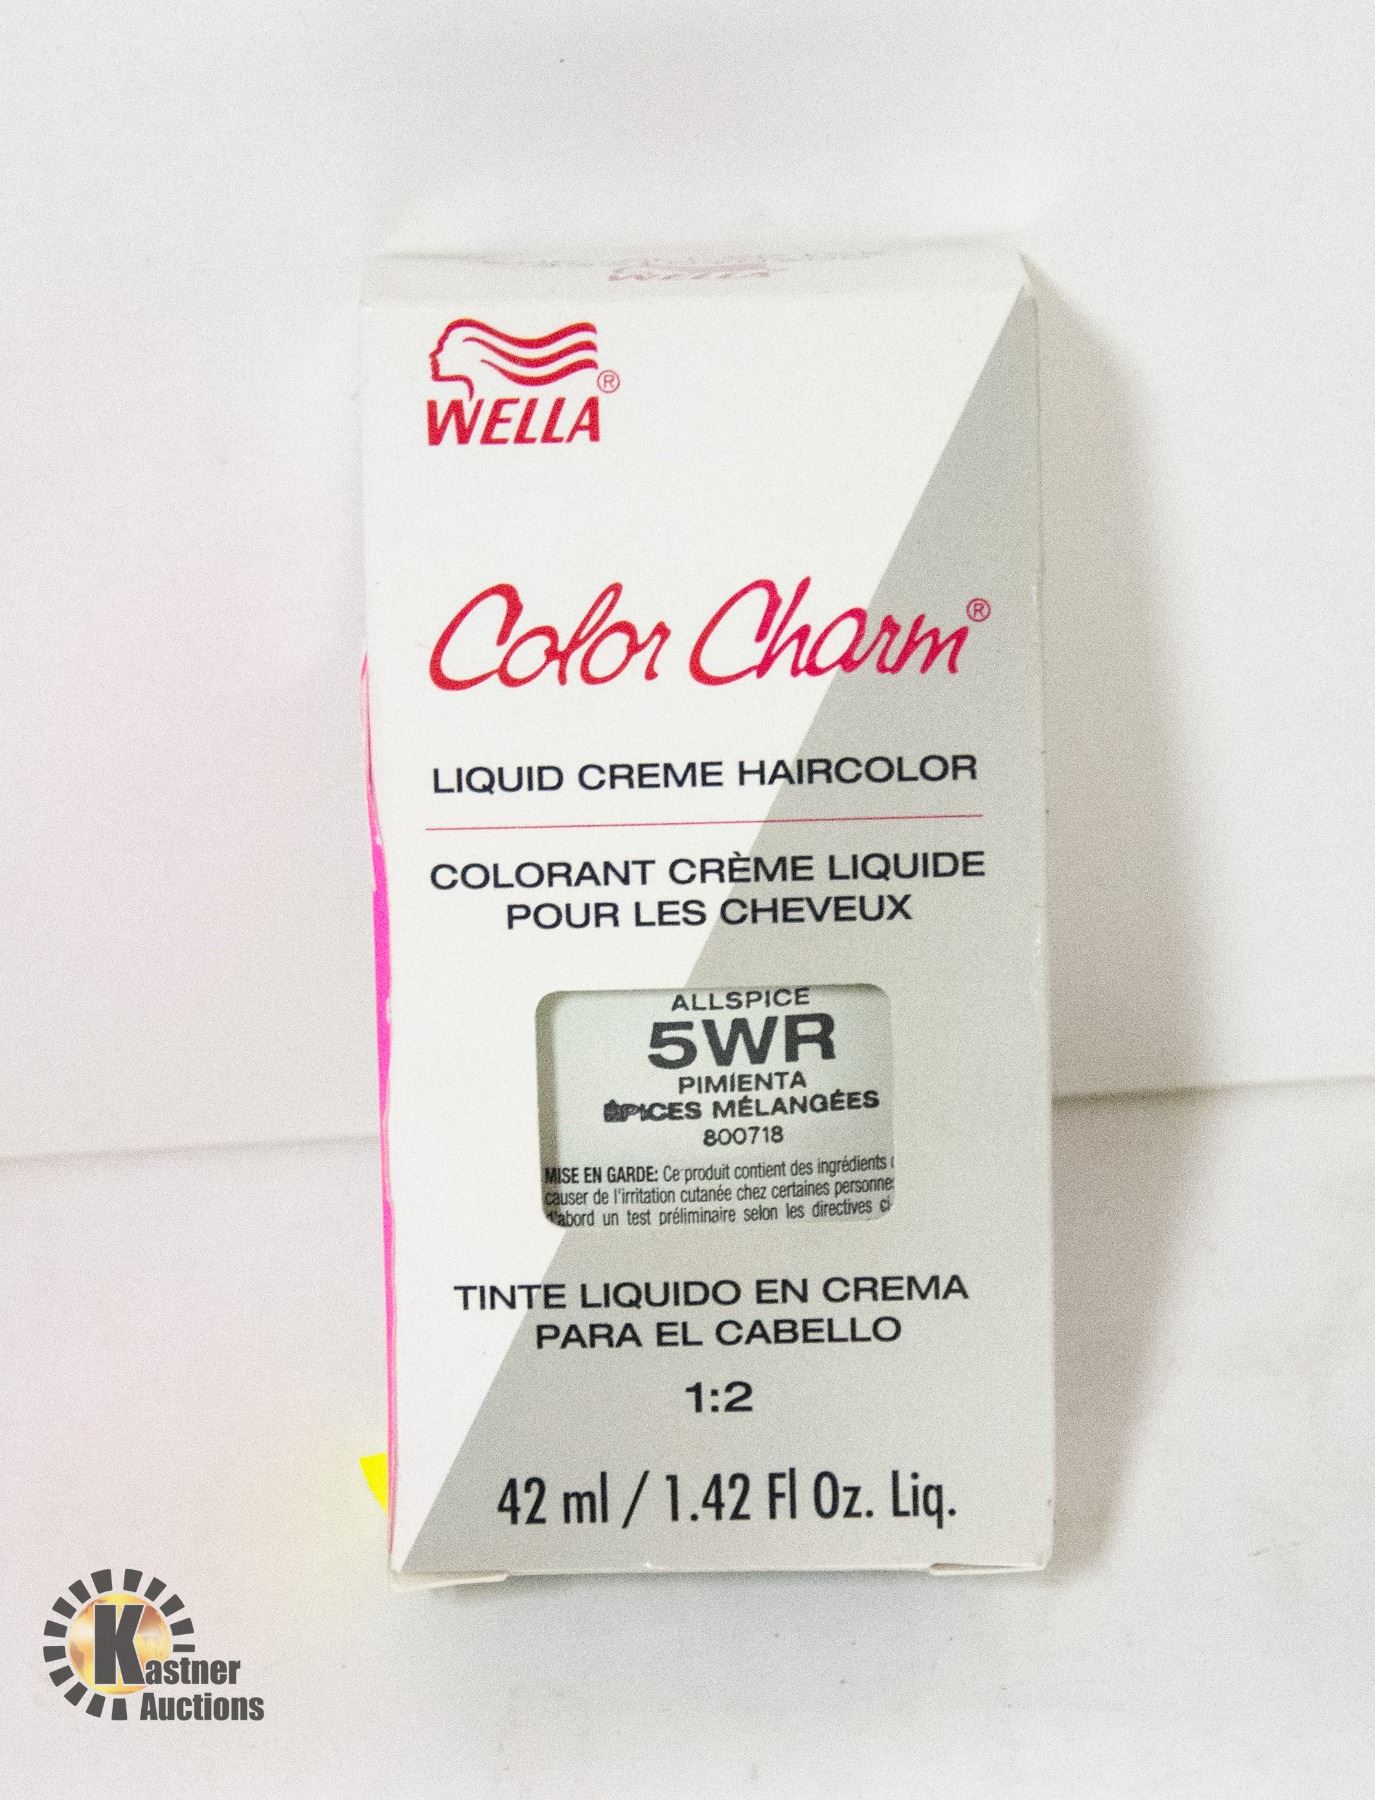 WELLA
WELLA®
Color Charm®
LIQUID CREME HAIRCOLOR
COLORANT CRÈME LIQUIDE
POUR LES CHEVEUX
ALLSPICE
5WR
PIMIENTA
ÉPICES MÉLANGÉES
800718
MISE EN GARDE: Ce produit contient des ingrédients
causer de l'irritation cutanée chez certaines
d'abord un test préliminaire selon les directives
TINTE LIQUIDO EN CREMA
PARA EL CABELLO
1:2
42 ml / 1.42 Fl Oz. Liq.
Kastner
Auctions